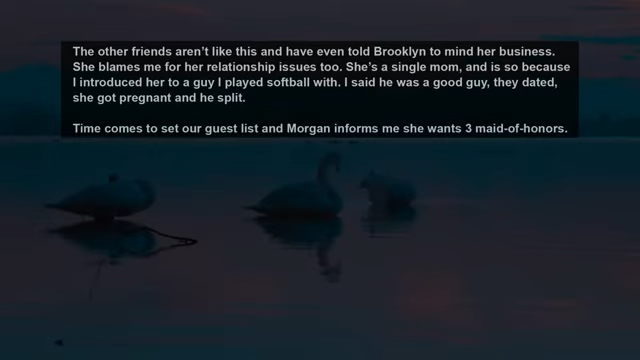 The other friends aren't like this and have even told Brooklyn to mind her business.
She blames me for her relationship issues too. She's a single mom, and is so because
I introduced her to a guy I played softball with. I said he was a good guy, they dated,
she got pregnant and he split.
Time comes to set our guest list and Morgan informs me she wants 3 maid-of-honors.